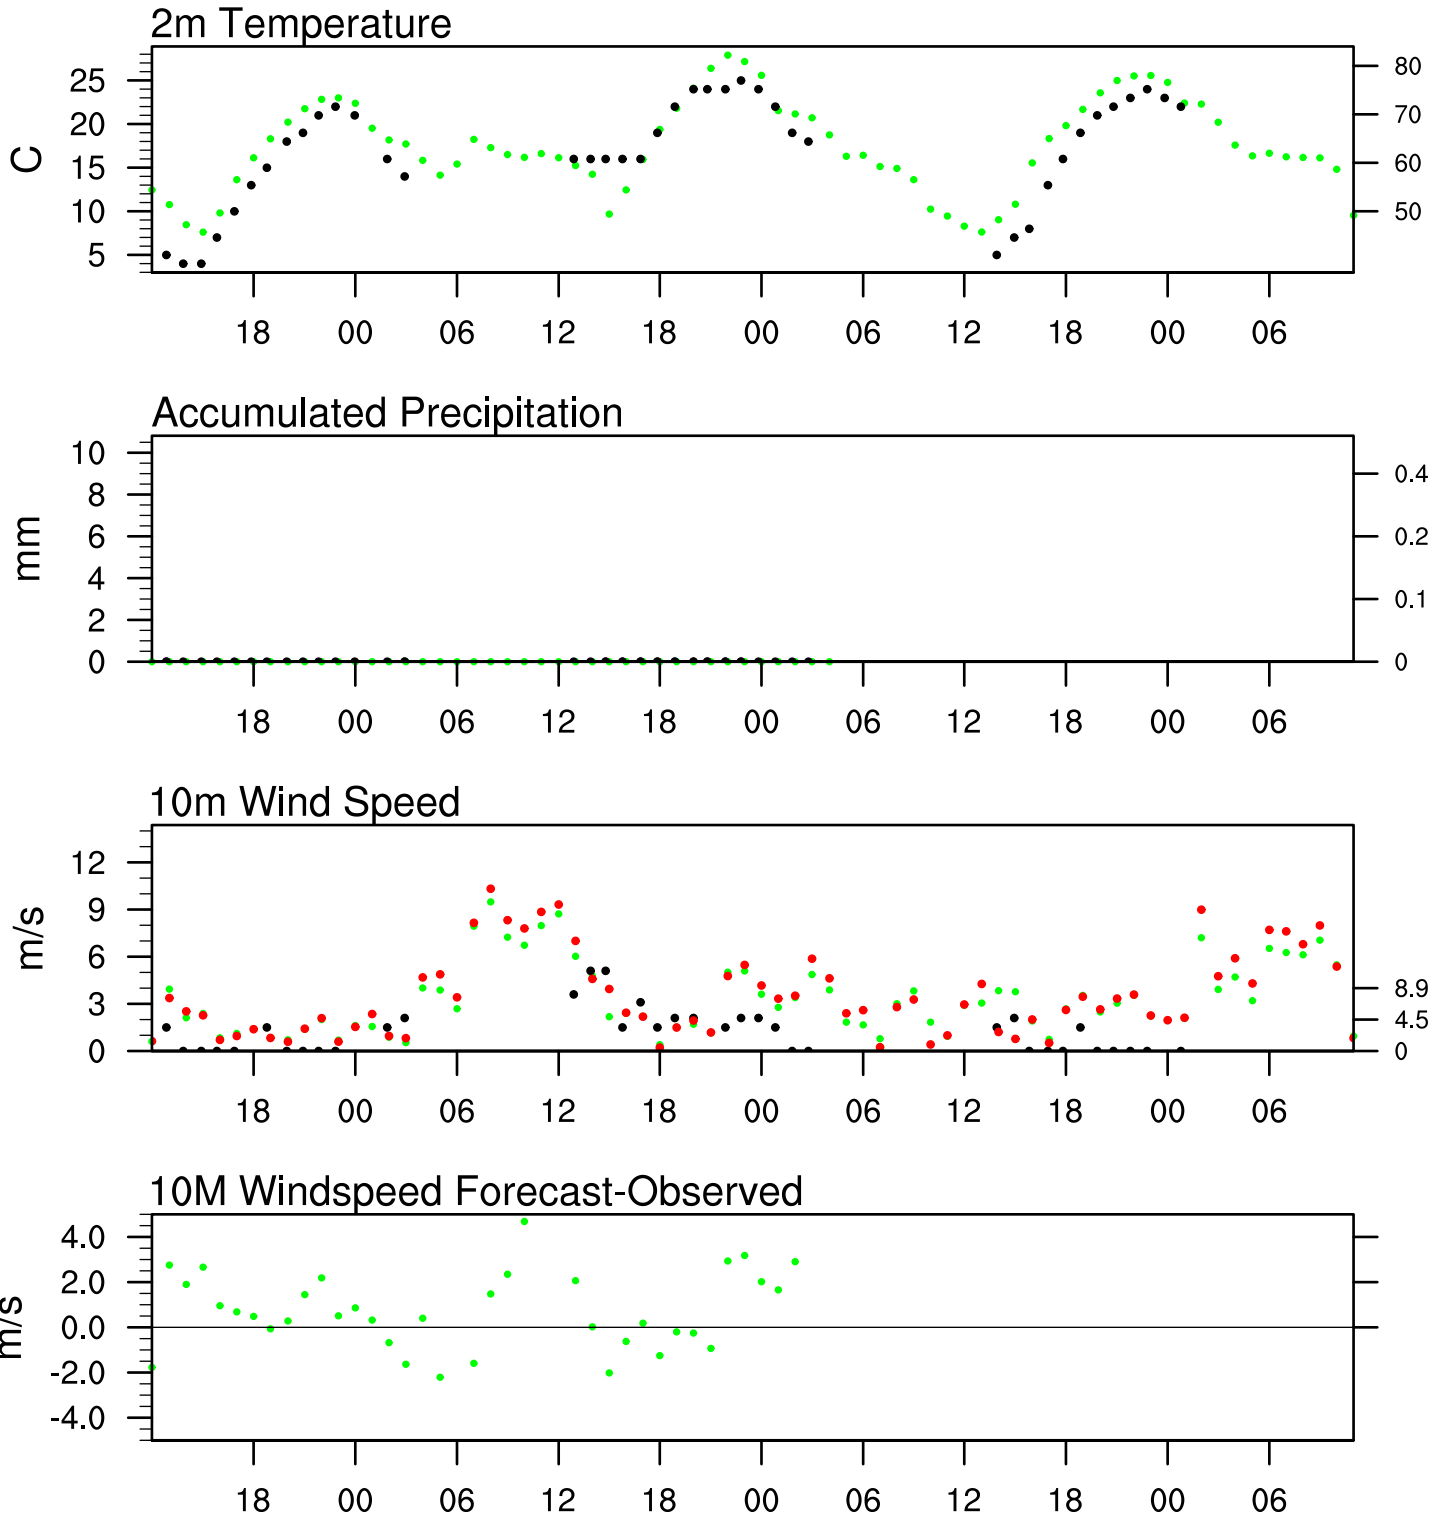 2m Temperature
25
20
15
10
5
C
80
70
60
50
18 00 06 12 18 00 06 12 18 00 06
Accumulated Precipitation
10
8
6
4
2
0
mm
0.4
0.2
0.1
0
18 00 06 12 18 00 06 12 18 00 06
10m Wind Speed
12
9
6
3
0
m/s
8.9
4.5
0
18 00 06 12 18 00 06 12 18 00 06
10M Windspeed Forecast-Observed
4.0
2.0
0.0
-2.0
-4.0
m/s
18 00 06 12 18 00 06 12 18 00 06